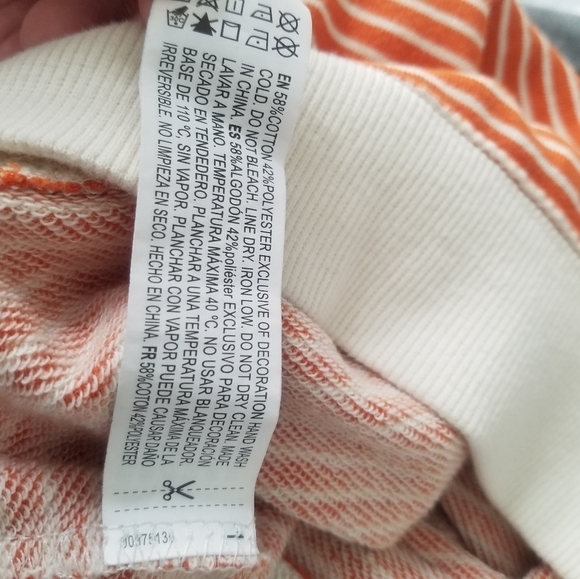 EN 58%COTTON 42%POLYESTER EXCLUSIVE OF DECORATION HAND WASH
COLD. DO NOT BLEACH. LINE DRY. IRON LOW. DO NOT DRY CLEAN. MADE
IN CHINA. ES 58%ALGODÓN 42%poliéster EXCLUSIVO PARA DECORACIÓN
LAVAR A MANO. TEMPERATURA MÁXIMA 40 °C. NO USAR BLANQUEADOR.
SECADO EN TENDEDERO. PLANCHAR A UNA TEMPERATURA MÁXIMA DE LA
BASE DE 110 °C, SIN VAPOR. PLANCHAR CON VAPOR PUEDE CAUSAR DAÑO
IRREVERSIBLE. NO LIMPIEZA EN SECO. HECHO EN CHINA. FR 58%COTON 42%POLYESTER